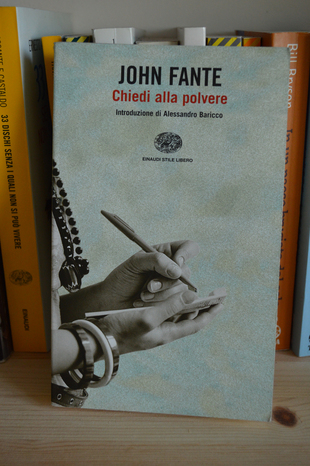 JOHN FANTE
Chiedi alla polvere
Introduzione di Alessandro Baricco
EINAUDI STILE LIBERO
33 DISCHI SENZA I QUALI NON SI PUÒ VIVERE
EINAUDI
Bill